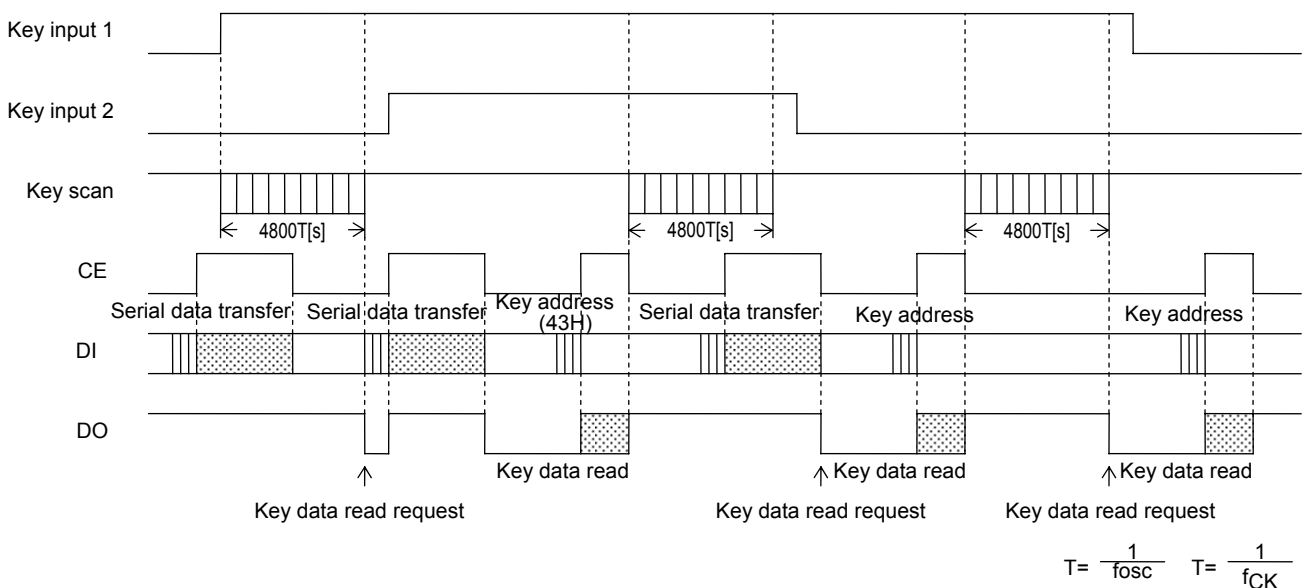 Key input 1
Key input 2
Key scan
4800T[s] 4800T[s] 4800T[s]
CE
Serial data transfer Serial data transfer Key address (43H) Serial data transfer Key address Key address
DI
DO
Key data read Key data read Key data read
Key data read request Key data read request Key data read request
T= 1/fosc T= 1/fCK